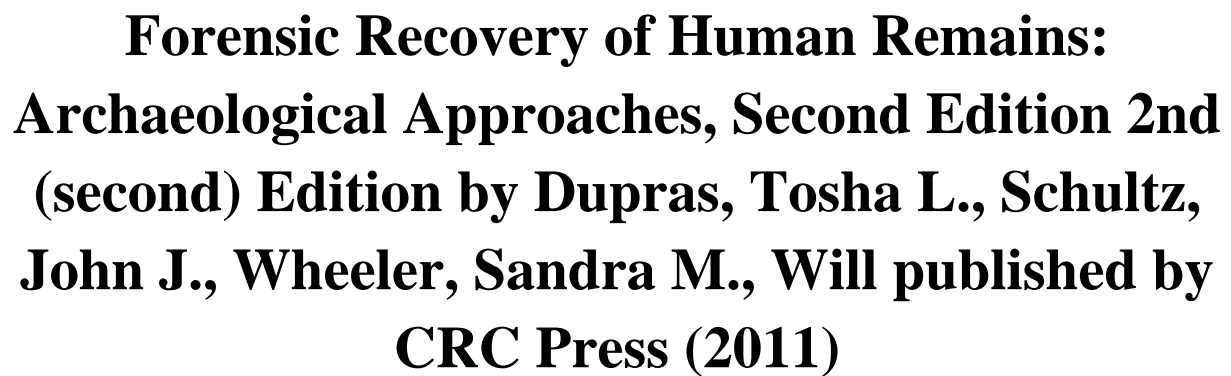 Forensic Recovery of Human Remains:
Archaeological Approaches, Second Edition 2nd
(second) Edition by Dupras, Tosha L., Schultz,
John J., Wheeler, Sandra M., Will published by
CRC Press (2011)